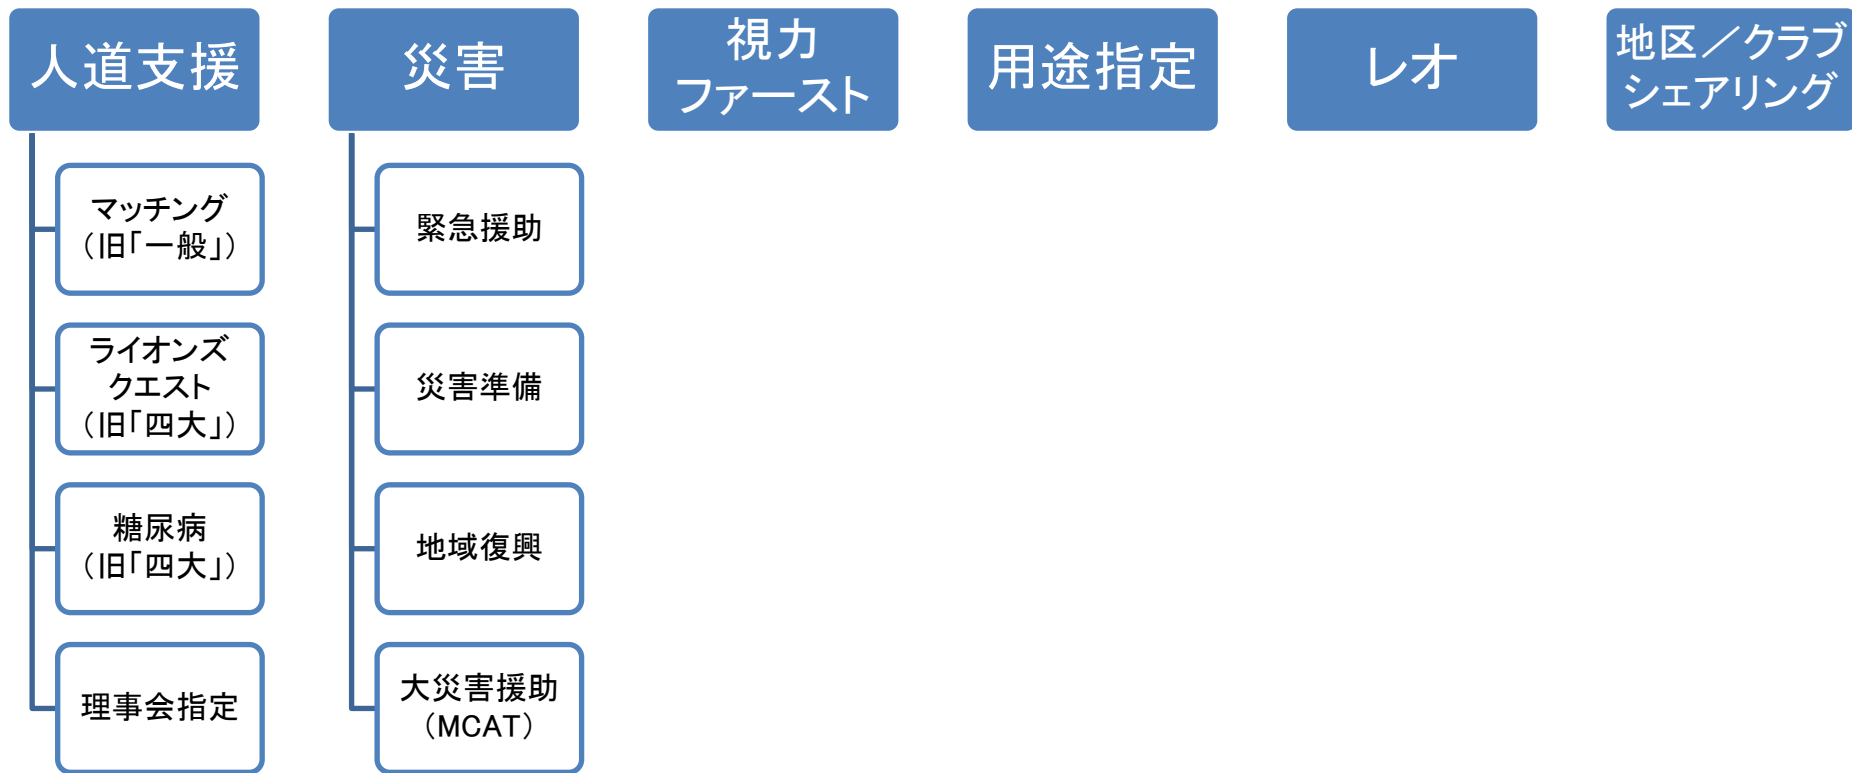 人道支援
マッチング
（旧「一般」）
ライオンズ
クエスト
（旧「四大」）
糖尿病
（旧「四大」）
理事会指定
災害
緊急援助
災害準備
地域復興
大災害援助
（MCAT）
視力
ファースト
用途指定
レオ
地区／クラブ
シェアリング